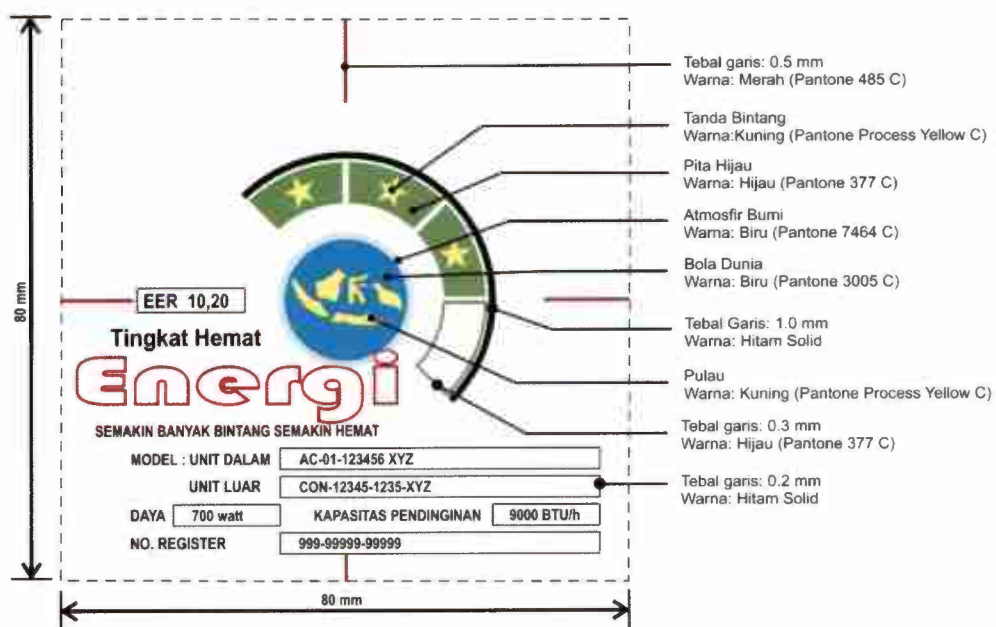 Tebal garis: 0.5 mm
Warna: Merah (Pantone 485 C)
Tanda Bintang
Warna:Kuning (Pantone Process Yellow C)
Pita Hijau
Warna: Hijau (Pantone 377 C)
Atmosfir Bumi
Warna: Biru (Pantone 7464 C)
Bola Dunia
Warna: Biru (Pantone 3005 C)
Tebal Garis: 1.0 mm
Warna: Hitam Solid
Pulau
Warna: Kuning (Pantone Process Yellow C)
Tebal garis: 0.3 mm
Warna: Hijau (Pantone 377 C)
Tebal garis: 0.2 mm
Warna: Hitam Solid
80 mm
EER 10,20
Tingkat Hemat
Energi
SEMAKIN BANYAK BINTANG SEMAKIN HEMAT
MODEL : UNIT DALAM AC-01-123456 XYZ
UNIT LUAR CON-12345-1235-XYZ
DAYA 700 watt KAPASITAS PENDINGINAN 9000 BTU/h
NO. REGISTER 999-99999-99999
80 mm